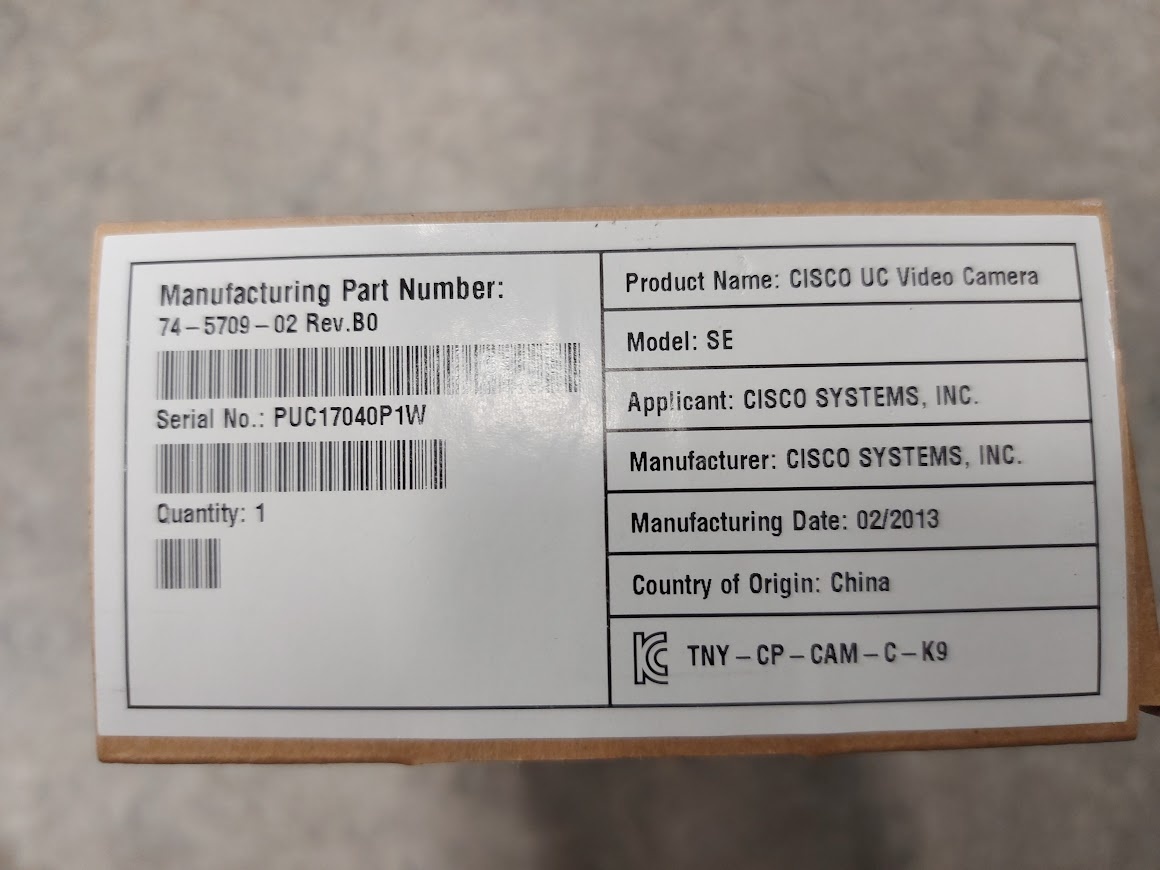 Manufacturing Part Number:
74-5709-02 Rev.B0
Serial No.: PUC17040P1W
Quantity: 1
Product Name: CISCO UC Video Camera
Model: SE
Applicant: CISCO SYSTEMS, INC.
Manufacturer: CISCO SYSTEMS, INC.
Manufacturing Date: 02/2013
Country of Origin: China
KC TNY-CP-CAM-C-K9